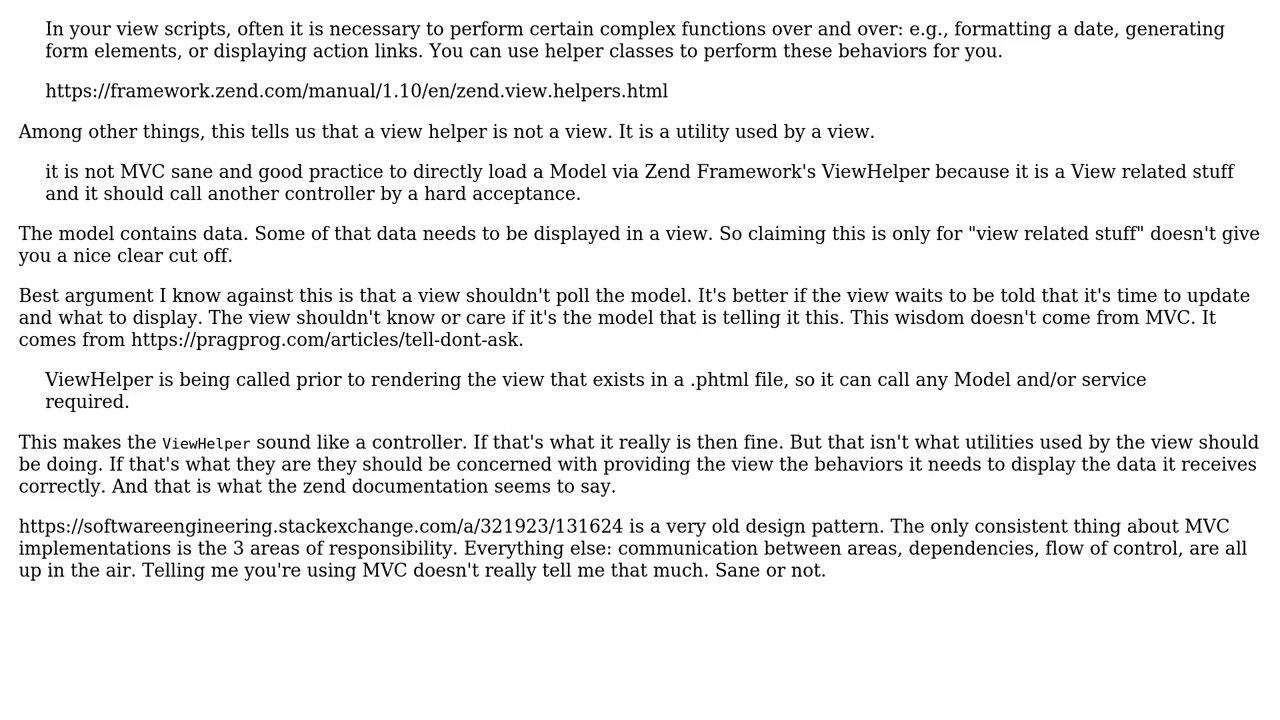 In your view scripts, often it is necessary to perform certain complex functions over and over: e.g., formatting a date, generating
form elements, or displaying action links. You can use helper classes to perform these behaviors for you.
https://framework.zend.com/manual/1.10/en/zend.view.helpers.html
Among other things, this tells us that a view helper is not a view. It is a utility used by a view.
it is not MVC sane and good practice to directly load a Model via Zend Framework's ViewHelper because it is a View related stuff
and it should call another controller by a hard acceptance.
The model contains data. Some of that data needs to be displayed in a view. So claiming this is only for "view related stuff" doesn't give
you a nice clear cut off.
Best argument I know against this is that a view shouldn't poll the model. It's better if the view waits to be told that it's time to update
and what to display. The view shouldn't know or care if it's the model that is telling it this. This wisdom doesn't come from MVC. It
comes from https://pragprog.com/articles/tell-dont-ask.
ViewHelper is being called prior to rendering the view that exists in a .phtml file, so it can call any Model and/or service
required.
This makes the ViewHelper sound like a controller. If that's what it really is then fine. But that isn't what utilities used by the view should
be doing. If that's what they are they should be concerned with providing the view the behaviors it needs to display the data it receives
correctly. And that is what the zend documentation seems to say.
https://softwareengineering.stackexchange.com/a/321923/131624 is a very old design pattern. The only consistent thing about MVC
implementations is the 3 areas of responsibility. Everything else: communication between areas, dependencies, flow of control, are all
up in the air. Telling me you're using MVC doesn't really tell me that much. Sane or not.